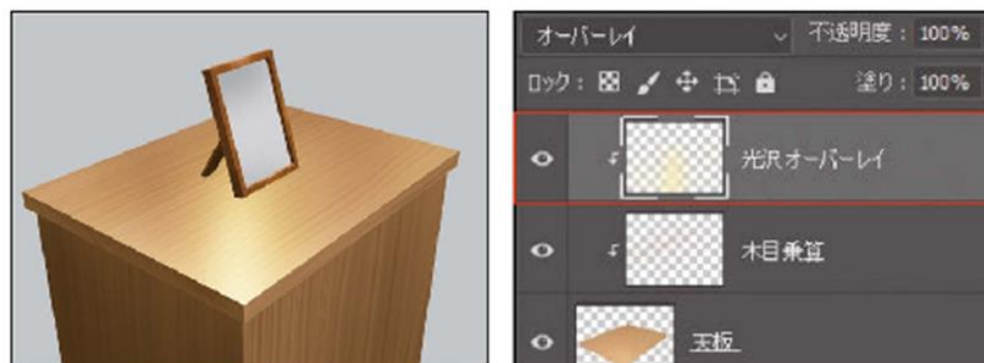 オーバーレイ 不透明度: 100%
ロック: 塗り: 100%
光沢オーバーレイ
木目乗算
天板